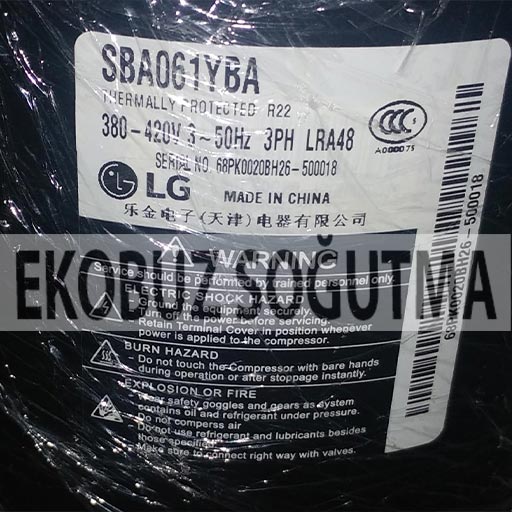 SBA061YBA
THERMALLY PROTECTED R22
380-420V 3~50Hz 3PH LRA48
SERIAL NO. 68PK0020BH26-500018
CCC
A000075
LG MADE IN CHINA
乐金电子(天津)电器有限公司
68PK0020BH26-500018
WARNING
Service should be performed by trained personnel only.
EKOBUZ SOĞUTMA
ELECTRIC SHOCK HAZARD
- Ground the equipment securely.
- Turn off the power before servicing.
- Retain Terminal Cover in position whenever
power is applied to the compressor.
BURN HAZARD
- Do not touch the Compressor with bare hands
during operation or after stoppage instantly.
EXPLOSION OR FIRE
- Wear safety goggles and gears as system
contains oil and refrigerant under pressure.
- Do not comperss air
- Do not use refrigerant and lubricants besides
those specified.
- Make sure to connect right way with valves.